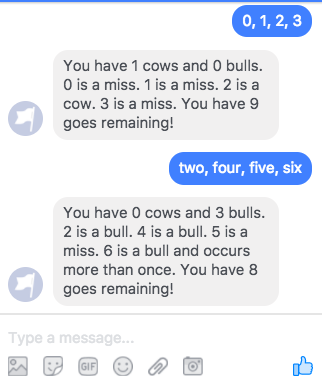 0, 1, 2, 3
You have 1 cows and 0 bulls.
0 is a miss. 1 is a miss. 2 is a
cow. 3 is a miss. You have 9
goes remaining!
two, four, five, six
You have 0 cows and 3 bulls.
2 is a bull. 4 is a bull. 5 is a
miss. 6 is a bull and occurs
more than once. You have 8
goes remaining!
Type a message...
GIF